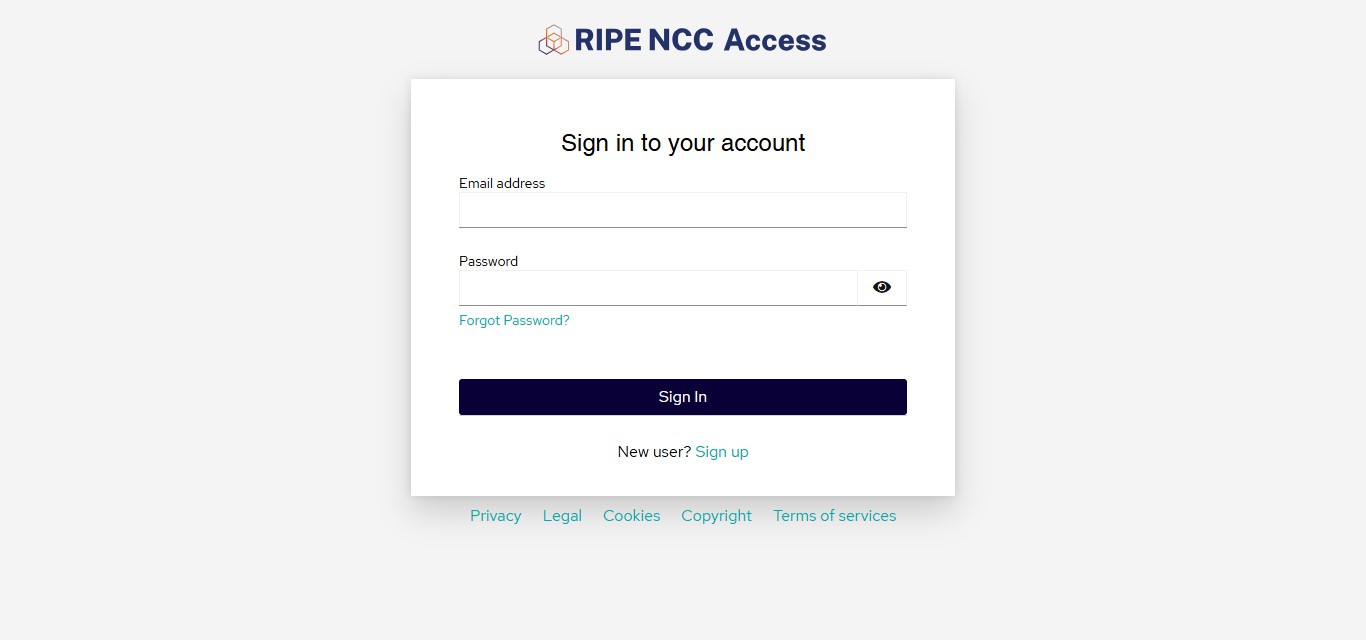 RIPE NCC Access
Sign in to your account
Email address
Password
Forgot Password?
Sign In
New user? Sign up
Privacy Legal Cookies Copyright Terms of services